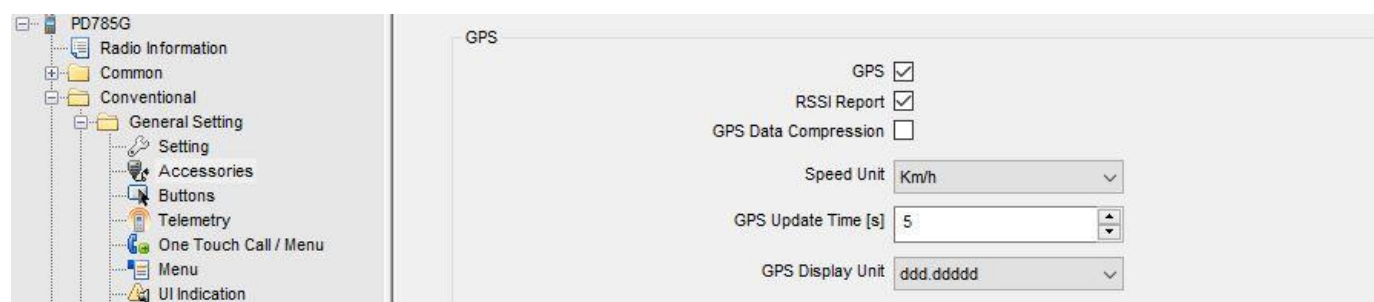 PD785G
Radio Information
Common
Conventional
General Setting
Setting
Accessories
Buttons
Telemetry
One Touch Call / Menu
Menu
UI Indication
GPS
GPS
RSSI Report
GPS Data Compression
Speed Unit Km/h
GPS Update Time [s] 5
GPS Display Unit ddd.ddddd